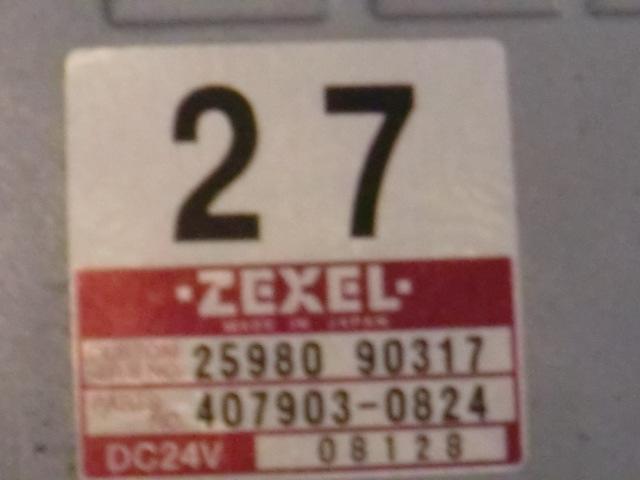 27
·ZEXEL·
MADE IN JAPAN
25980 90317
407903-0824
DC24V 08128